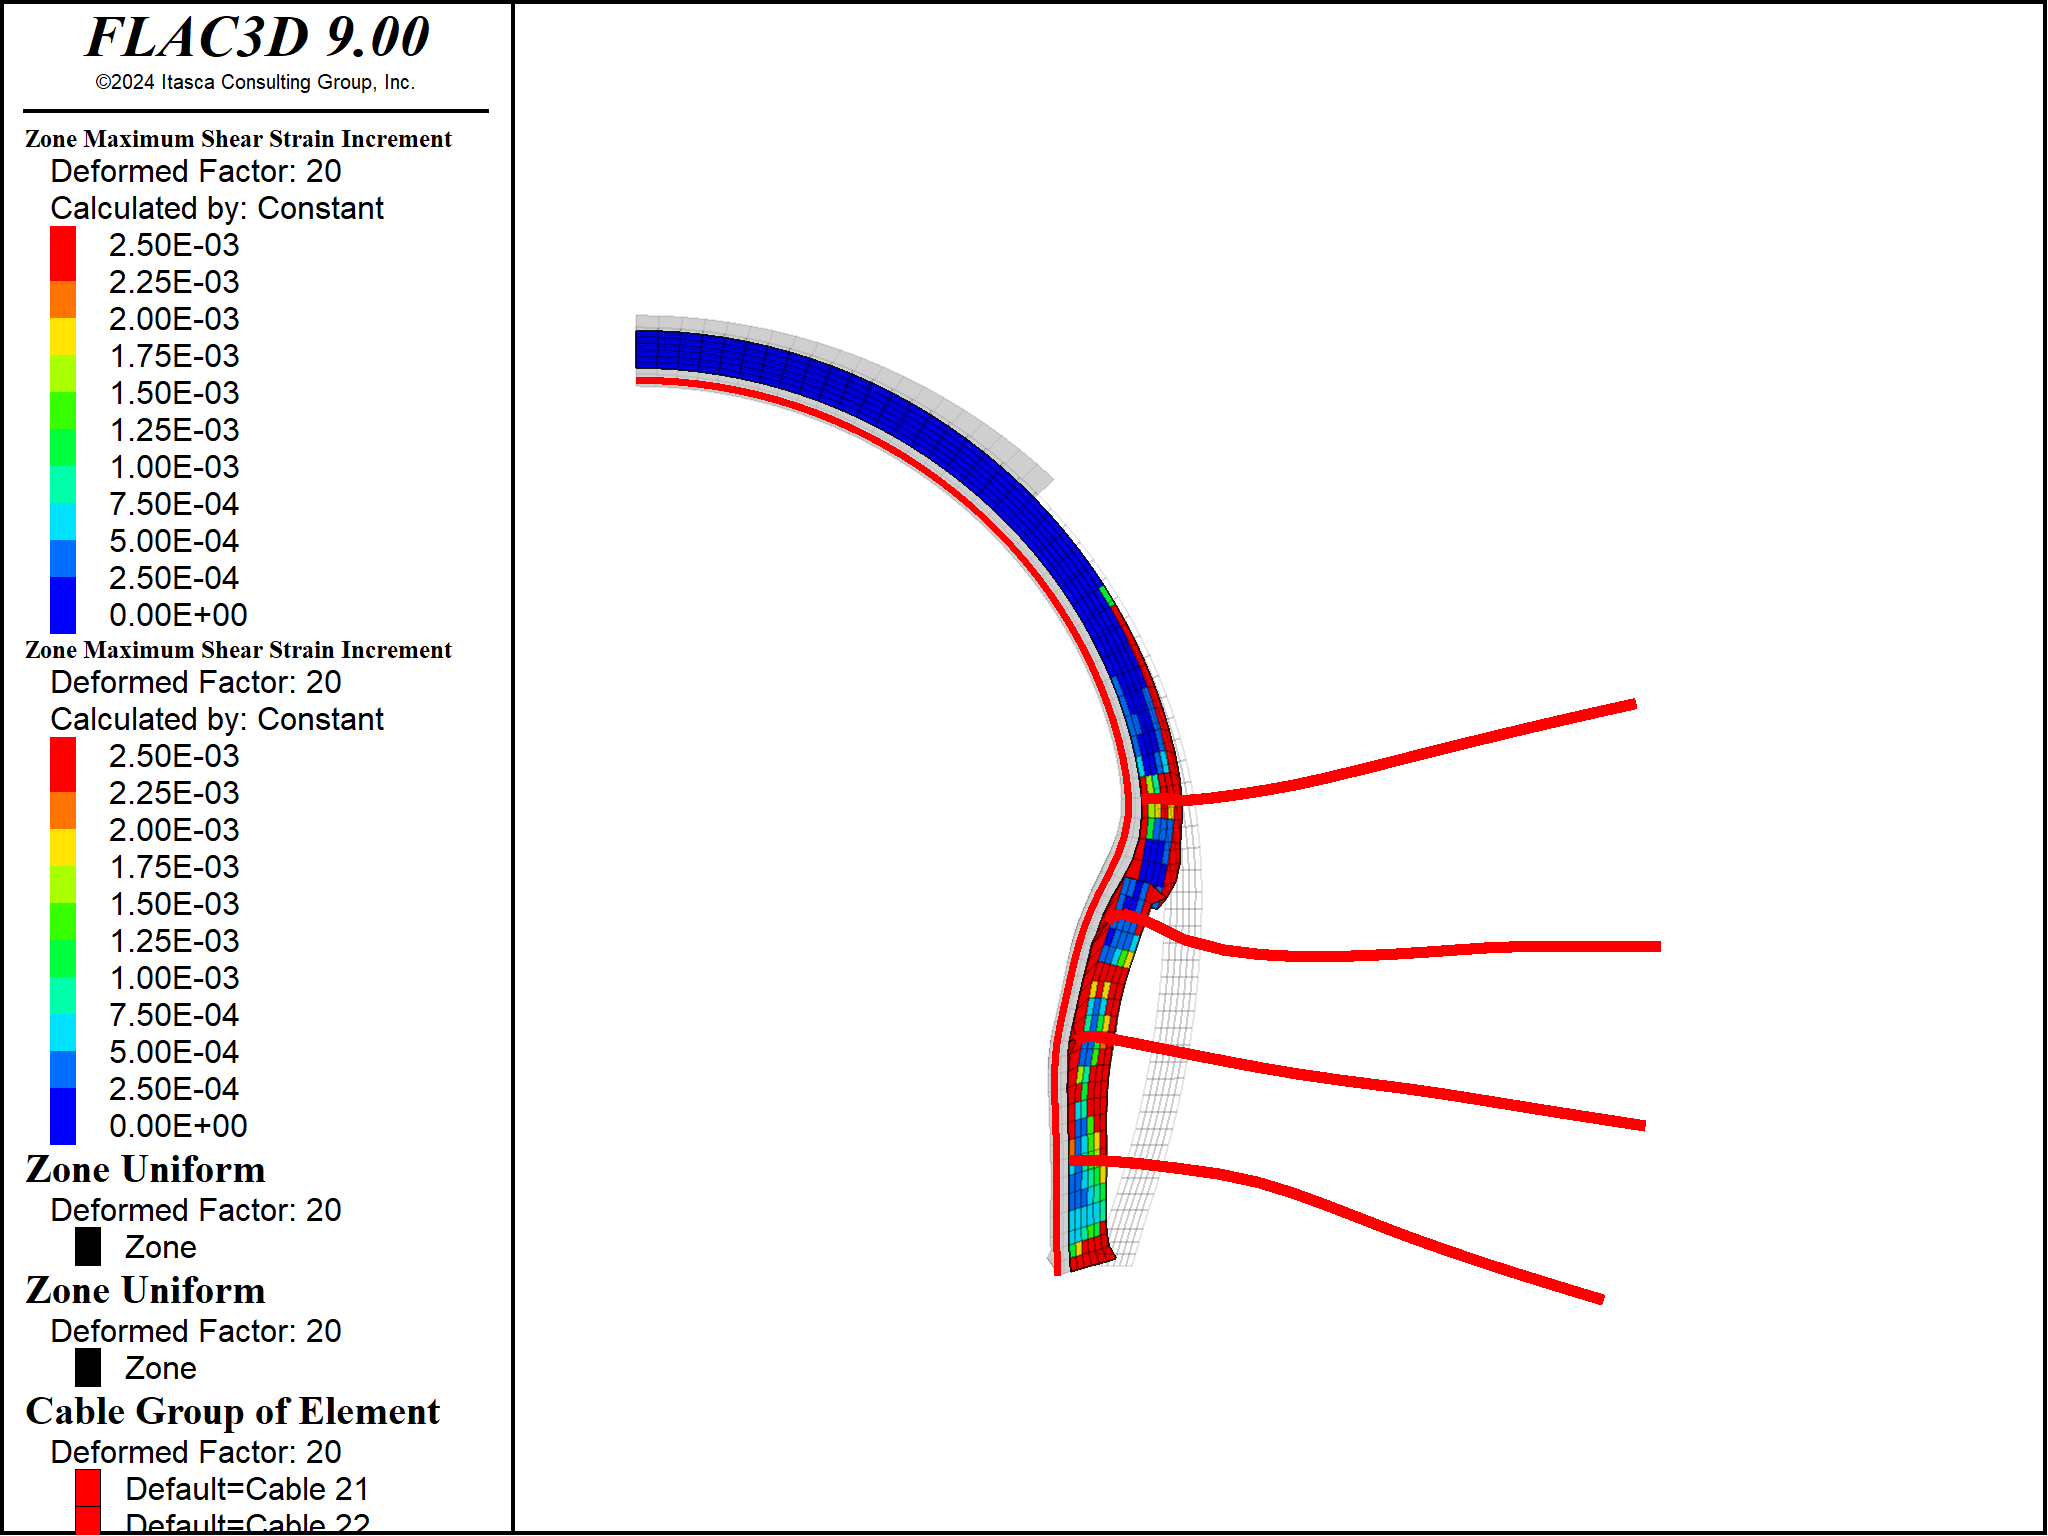 FLAC3D 9.00
©2024 Itasca Consulting Group, Inc.
Zone Maximum Shear Strain Increment
Deformed Factor: 20
Calculated by: Constant
2.50E-03
2.25E-03
2.00E-03
1.75E-03
1.50E-03
1.25E-03
1.00E-03
7.50E-04
5.00E-04
2.50E-04
0.00E+00
Zone Maximum Shear Strain Increment
Deformed Factor: 20
Calculated by: Constant
2.50E-03
2.25E-03
2.00E-03
1.75E-03
1.50E-03
1.25E-03
1.00E-03
7.50E-04
5.00E-04
2.50E-04
0.00E+00
Zone Uniform
Deformed Factor: 20
Zone
Zone Uniform
Deformed Factor: 20
Zone
Cable Group of Element
Deformed Factor: 20
Default=Cable 21
Default=Cable 22